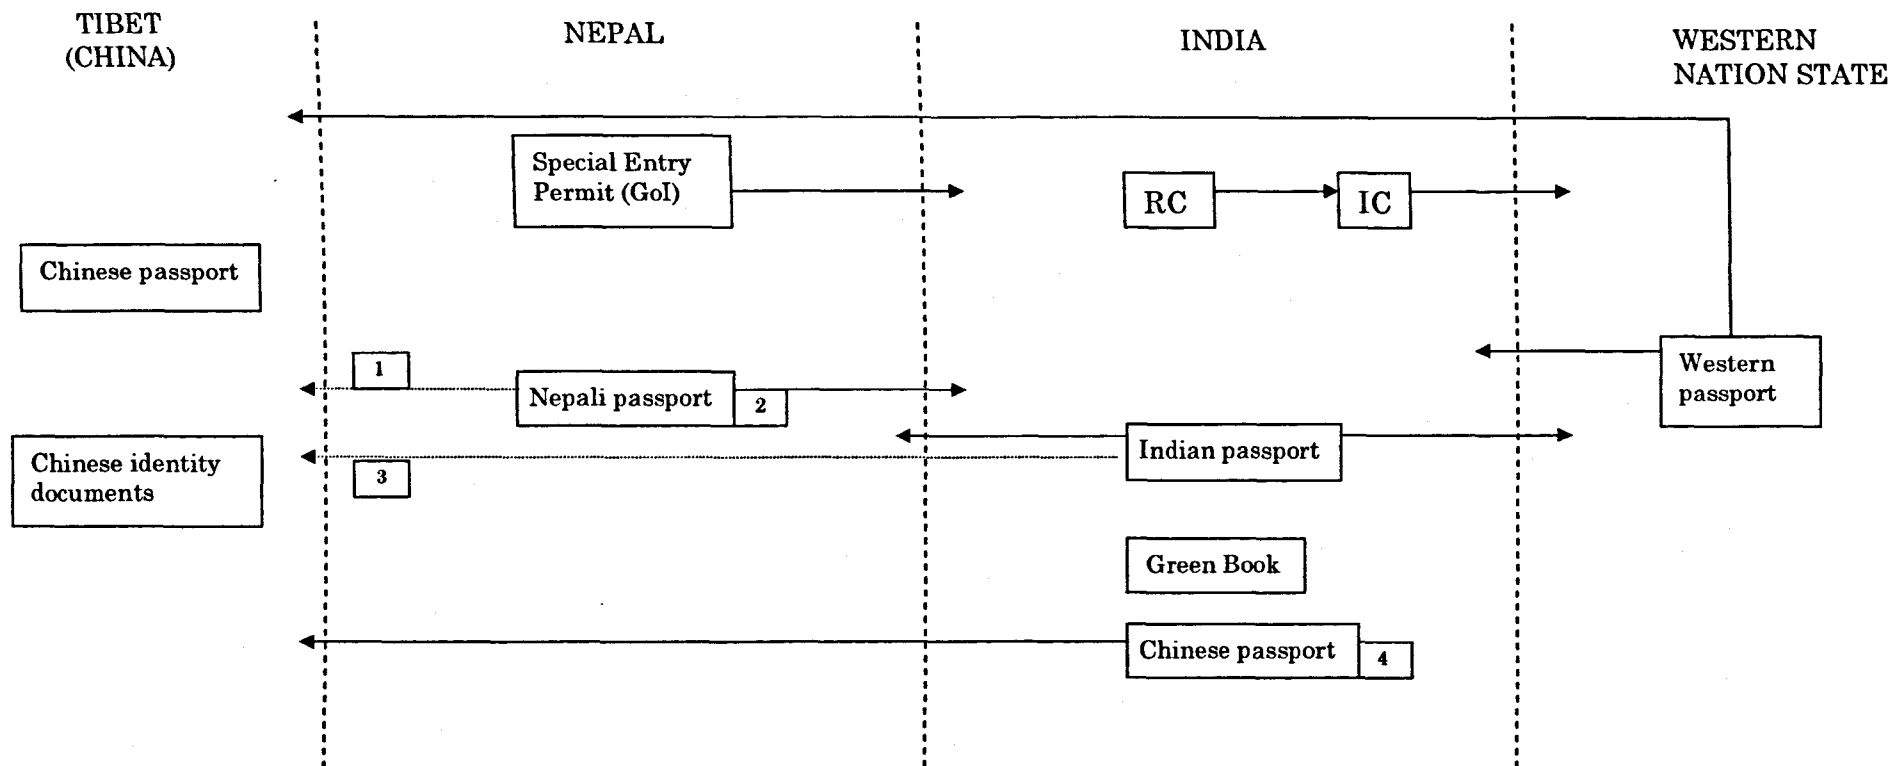 TIBET
(CHINA)
NEPAL
INDIA
WESTERN
NATION STATE
Special Entry
Permit (GoI)
RC
IC
Chinese passport
1
Nepali passport
2
Western
passport
Chinese identity
documents
3
Indian passport
Green Book
Chinese passport
4